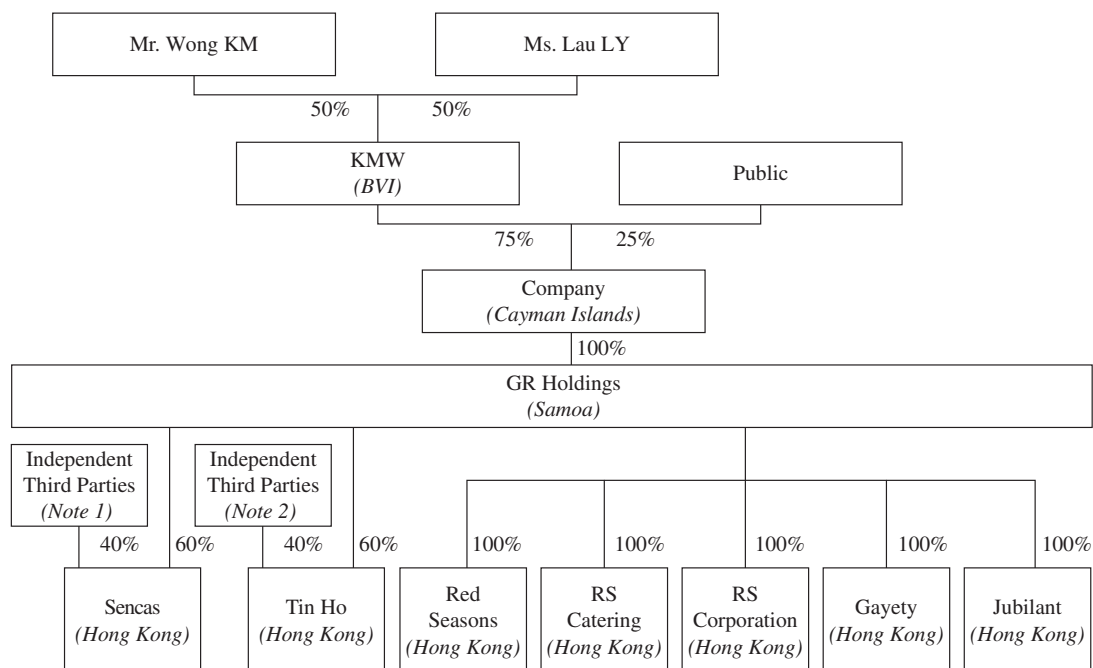 Mr. Wong KM
Ms. Lau LY
50%
50%
KMW
(BVI)
Public
75%
25%
Company
(Cayman Islands)
100%
GR Holdings
(Samoa)
Independent
Third Parties
(Note 1)
Independent
Third Parties
(Note 2)
40%
60%
40%
60%
100%
100%
100%
100%
100%
Sencas
(Hong Kong)
Tin Ho
(Hong Kong)
Red
Seasons
(Hong Kong)
RS
Catering
(Hong Kong)
RS
Corporation
(Hong Kong)
Gayety
(Hong Kong)
Jubilant
(Hong Kong)